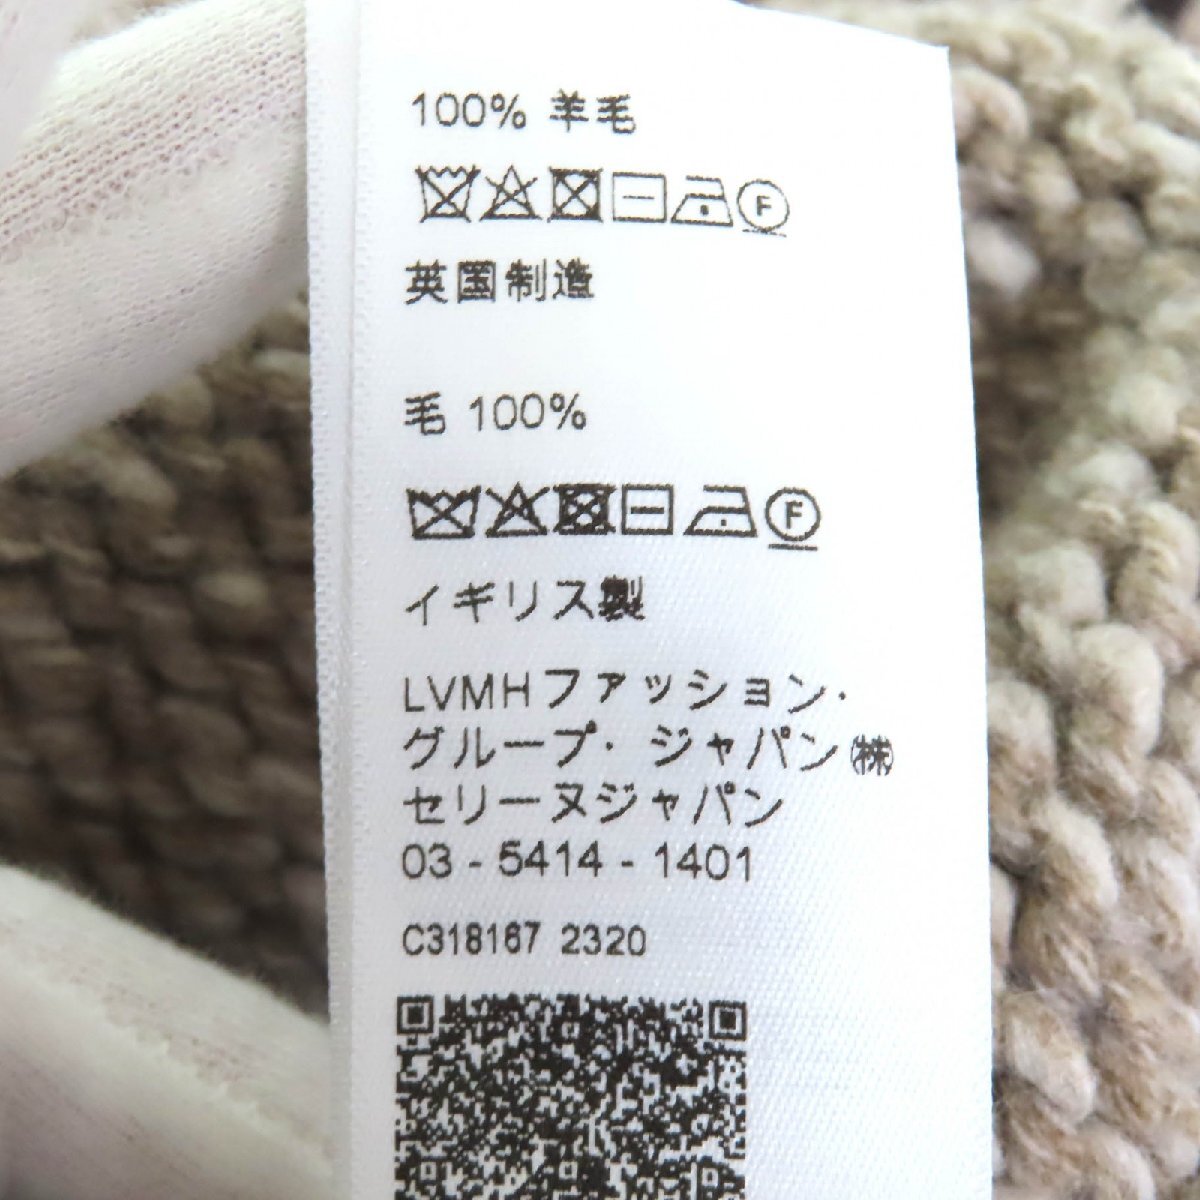 100% 羊毛
F
英国制造
毛 100%
F
イギリス製
LVMHファッション・
グループ・ジャパン㈱
セリーヌジャパン
03 - 5414 - 1401
C318167 2320